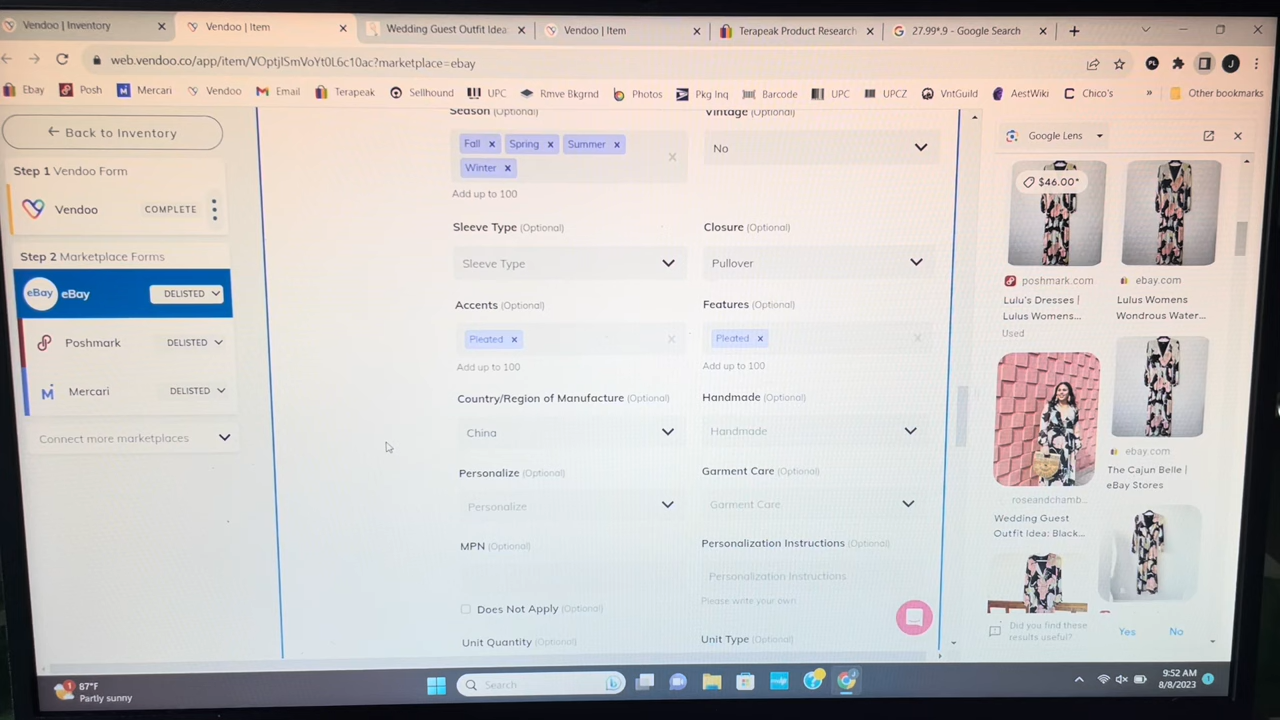 Vendoo | Inventory
Vendoo | Item
Wedding Guest Outfit Idea
Vendoo | Item
Terapeak Product Research
27.99*.9 - Google Search
web.vendoo.co/app/item/VOptjISmVoYt0L6c10ac?marketplace=ebay
Ebay
Posh
Mercari
Vendoo
Email
Terapeak
Sellhound
UPC
Rmve Bkgrnd
Photos
Pkg Inq
Barcode
UPC
UPCZ
VntGuild
AestWiki
Chico's
»
Other bookmarks
← Back to Inventory
Step 1 Vendoo Form
Vendoo
COMPLETE
Step 2 Marketplace Forms
eBay
eBay
DELISTED
Poshmark
DELISTED
Mercari
DELISTED
Connect more marketplaces
Season (Optional)
Vintage (Optional)
Fall x
Spring x
Summer x
Winter x
No
Add up to 100
Sleeve Type (Optional)
Closure (Optional)
Sleeve Type
Pullover
Accents (Optional)
Features (Optional)
Pleated x
Pleated x
Add up to 100
Add up to 100
Country/Region of Manufacture (Optional)
Handmade (Optional)
China
Handmade
Personalize (Optional)
Garment Care (Optional)
Personalize
Garment Care
MPN (Optional)
Personalization Instructions (Optional)
Personalization Instructions
Please write your own
Does Not Apply (Optional)
Unit Quantity (Optional)
Unit Type (Optional)
Google Lens
$46.00*
poshmark.com
Lulu's Dresses |
Lulus Womens...
Used
ebay.com
Lulus Womens
Wondrous Water...
ebay.com
The Cajun Belle |
eBay Stores
roseandchamb...
Wedding Guest
Outfit Idea: Black...
Did you find these
results useful?
Yes
No
87°F
Partly sunny
Search
9:52 AM
8/8/2023